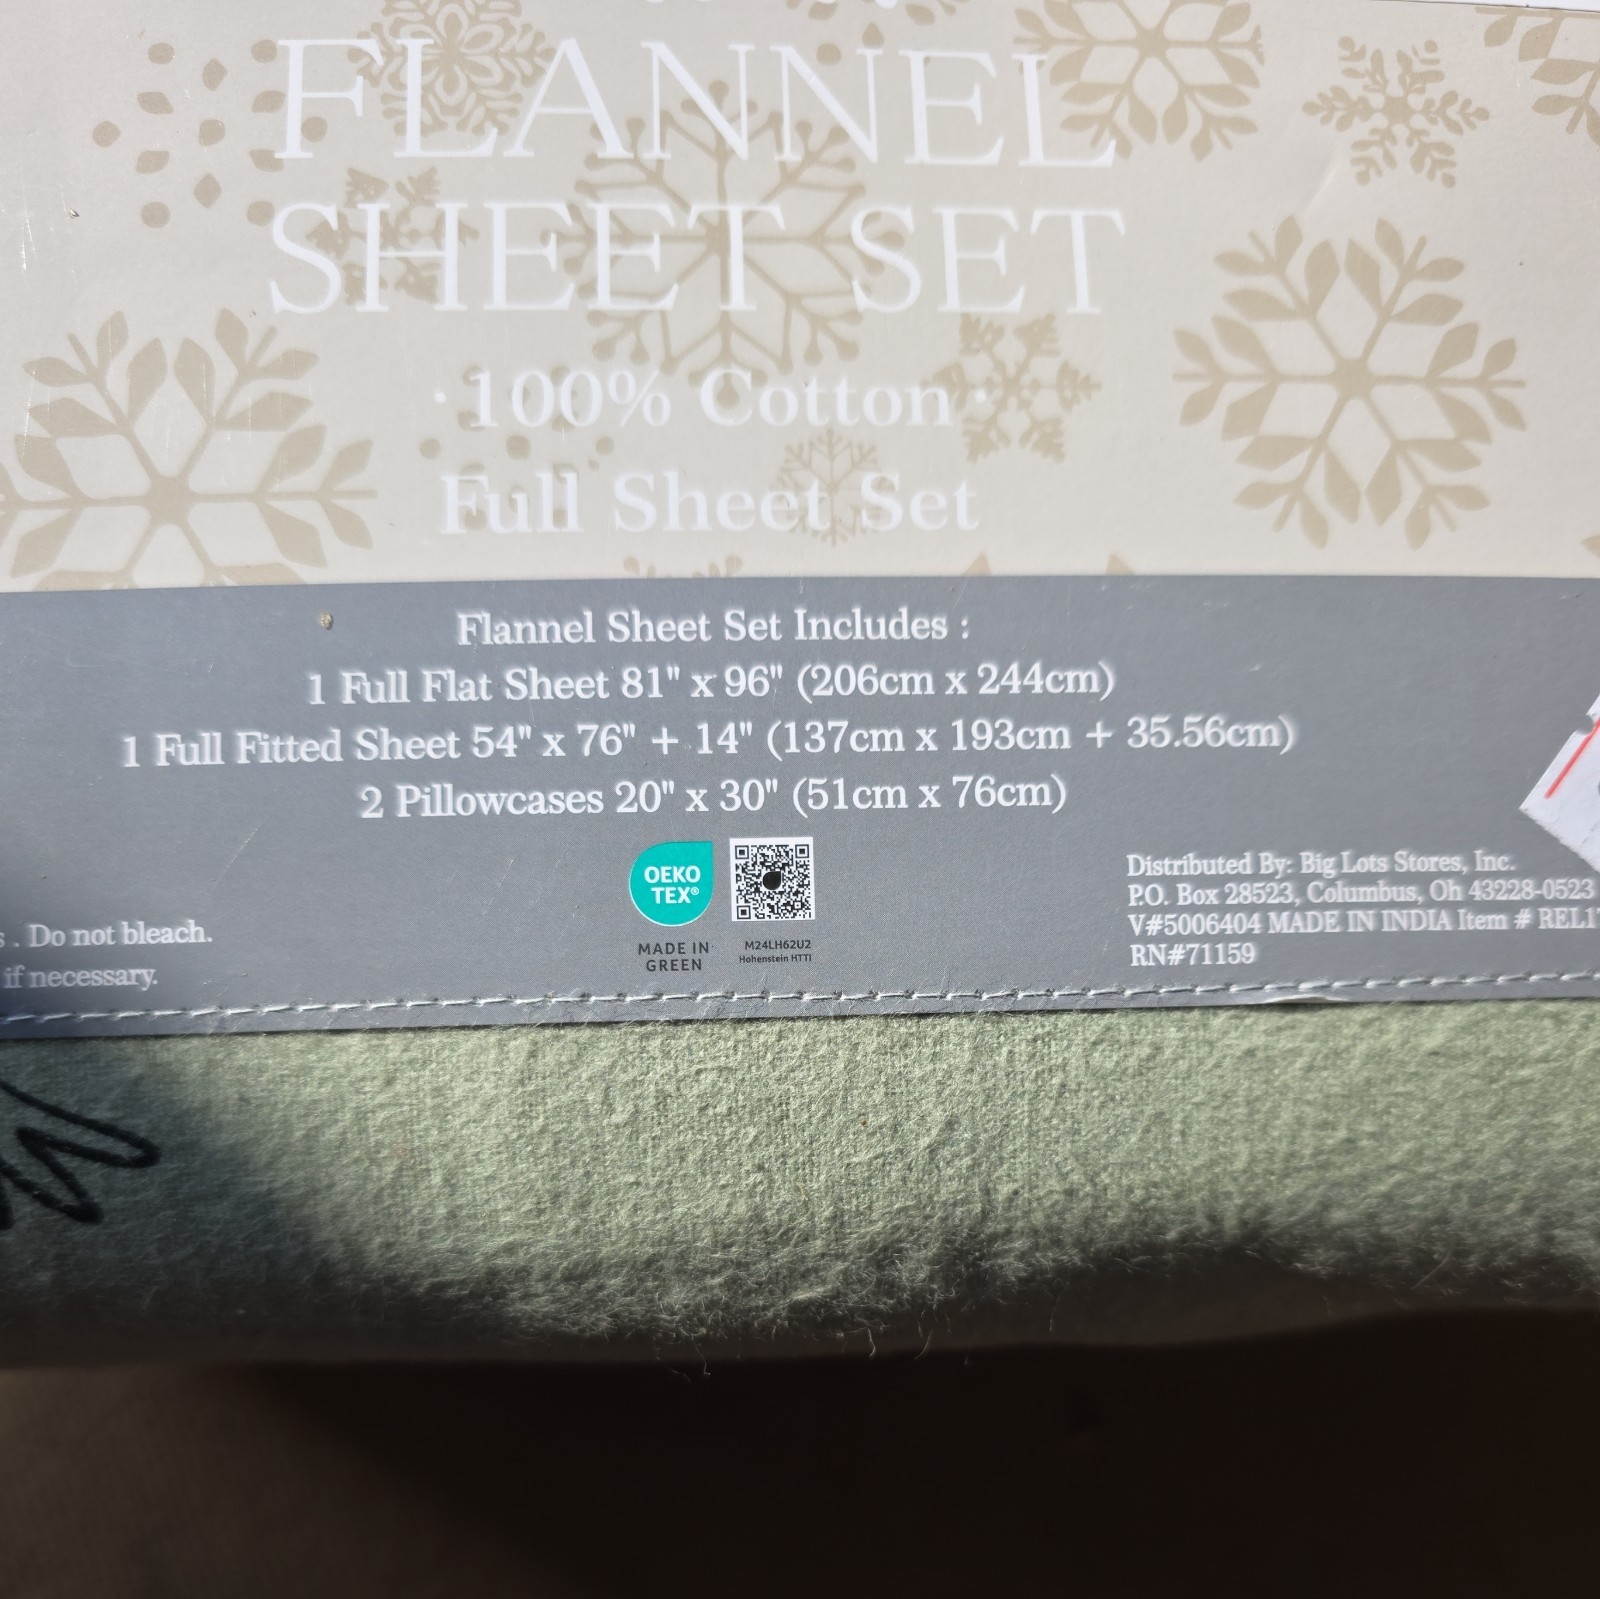 FLANNEL
SHEET SET
· 100% Cotton ·
Full Sheet Set
Flannel Sheet Set Includes :
1 Full Flat Sheet 81" x 96" (206cm x 244cm)
1 Full Fitted Sheet 54" x 76" + 14" (137cm x 193cm + 35.56cm)
2 Pillowcases 20" x 30" (51cm x 76cm)
OEKO
TEX®
MADE IN
GREEN
M24LH62U2
Hohenstein HTTI
. Do not bleach.
if necessary.
Distributed By: Big Lots Stores, Inc.
P.O. Box 28523, Columbus, Oh 43228-0523
V#5006404 MADE IN INDIA Item # REL1
RN#71159